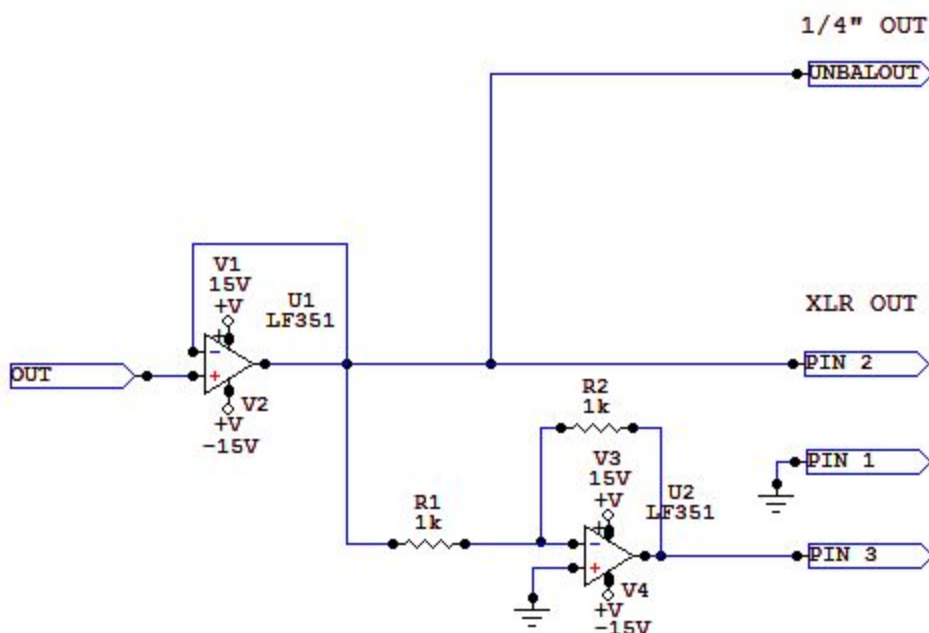 1/4" OUT
UNBALOUT
V1
15V
+V
U1
LF351
-
+
OUT
V2
+V
-15V
XLR OUT
PIN 2
R2
1k
PIN 1
V3
15V
+V
U2
LF351
R1
1k
-
+
PIN 3
V4
+V
-15V